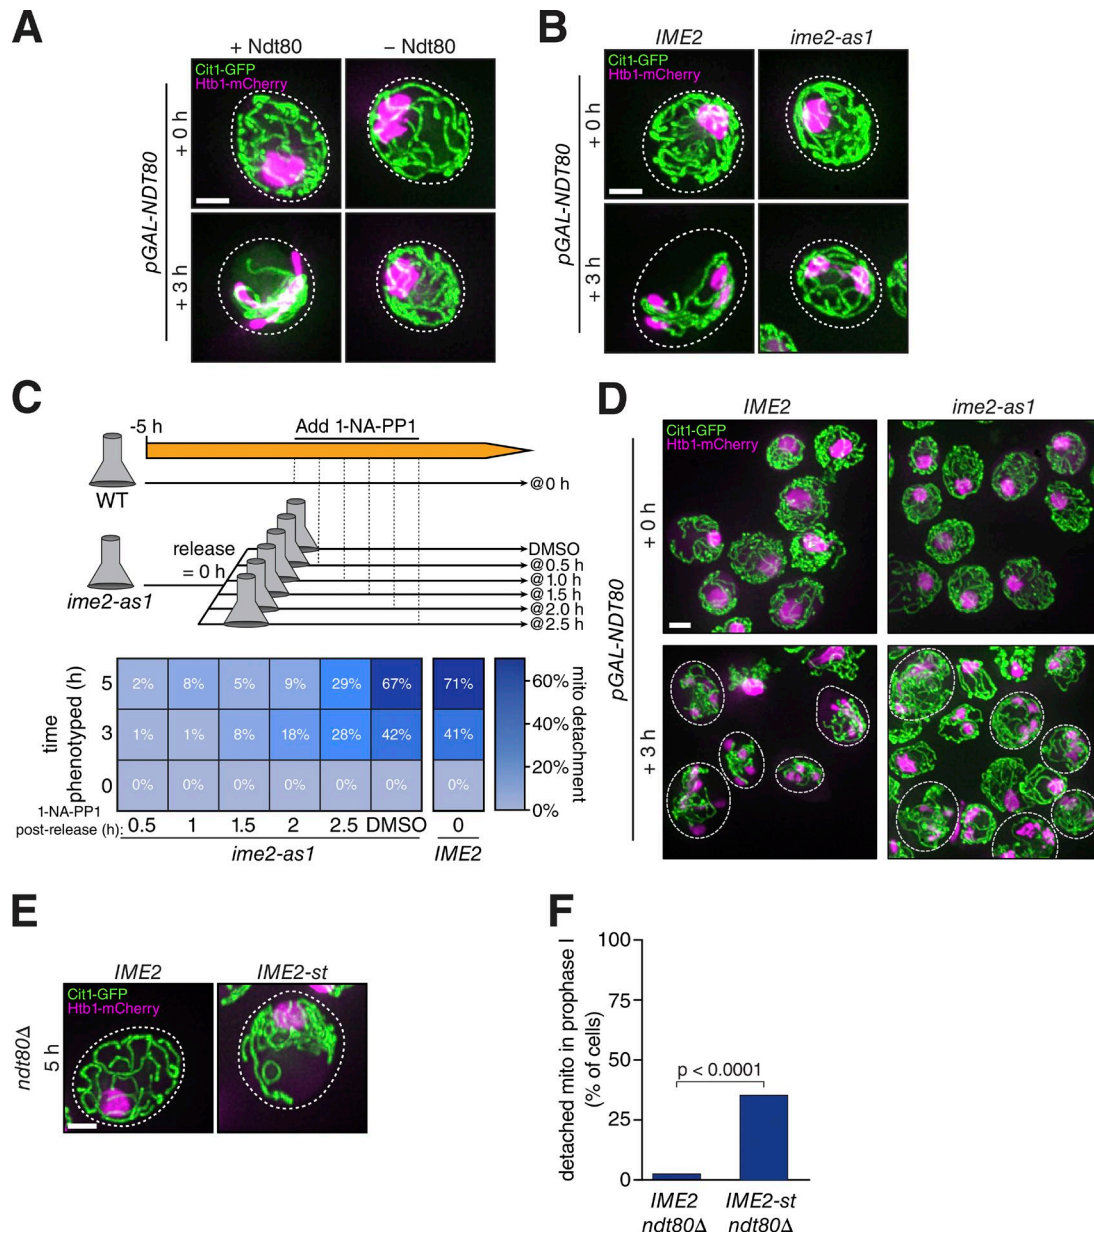 A
+ Ndt80
– Ndt80
Cit1-GFP
Htb1-mCherry
pGAL-NDT80
+ 0 h
+ 3 h
B
IME2
ime2-as1
Cit1-GFP
Htb1-mCherry
pGAL-NDT80
+ 0 h
+ 3 h
C
-5 h
Add 1-NA-PP1
WT
@0 h
release
= 0 h
ime2-as1
DMSO
@0.5 h
@1.0 h
@1.5 h
@2.0 h
@2.5 h
time
phenotyped (h)
5
2%
8%
5%
9%
29%
67%
71%
3
1%
1%
8%
18%
28%
42%
41%
0
0%
0%
0%
0%
0%
0%
0%
60%
40%
20%
0%
mito detachment
1-NA-PP1
post-release (h):
0.5
1
1.5
2
2.5
DMSO
0
ime2-as1
IME2
D
IME2
ime2-as1
Cit1-GFP
Htb1-mCherry
pGAL-NDT80
+ 0 h
+ 3 h
E
IME2
IME2-st
Cit1-GFP
Htb1-mCherry
ndt80Δ
5 h
F
detached mito in prophase I
(% of cells)
100
75
50
25
0
p < 0.0001
IME2
ndt80Δ
IME2-st
ndt80Δ